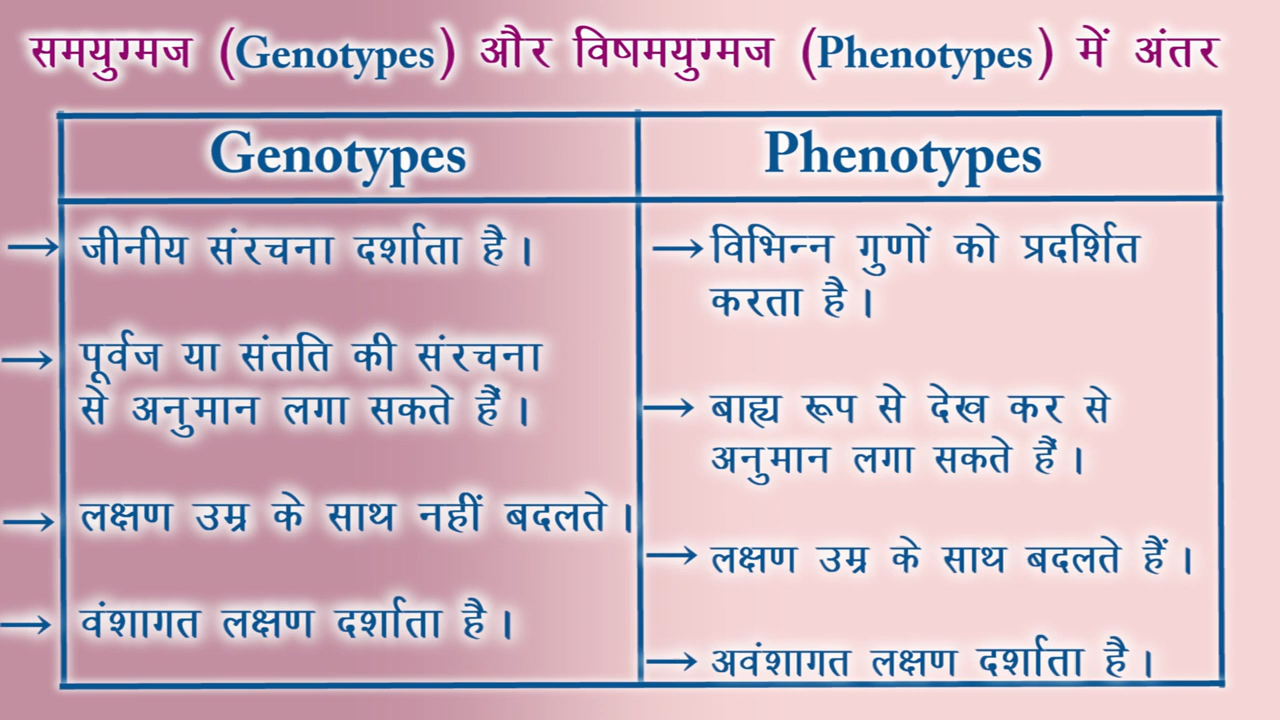 समयुग्मज (Genotypes) और विषमयुग्मज (Phenotypes) में अंतर
Genotypes
→ जीनीय संरचना दर्शाता है।
→ पूर्वज या संतति की संरचना
से अनुमान लगा सकते हैं।
→ लक्षण उम्र के साथ नहीं बदलते।
→ वंशागत लक्षण दर्शाता है।
Phenotypes
→ विभिन्न गुणों को प्रदर्शित
करता है।
→ बाह्य रूप से देख कर से
अनुमान लगा सकते हैं।
→ लक्षण उम्र के साथ बदलते हैं।
→ अवंशागत लक्षण दर्शाता है।